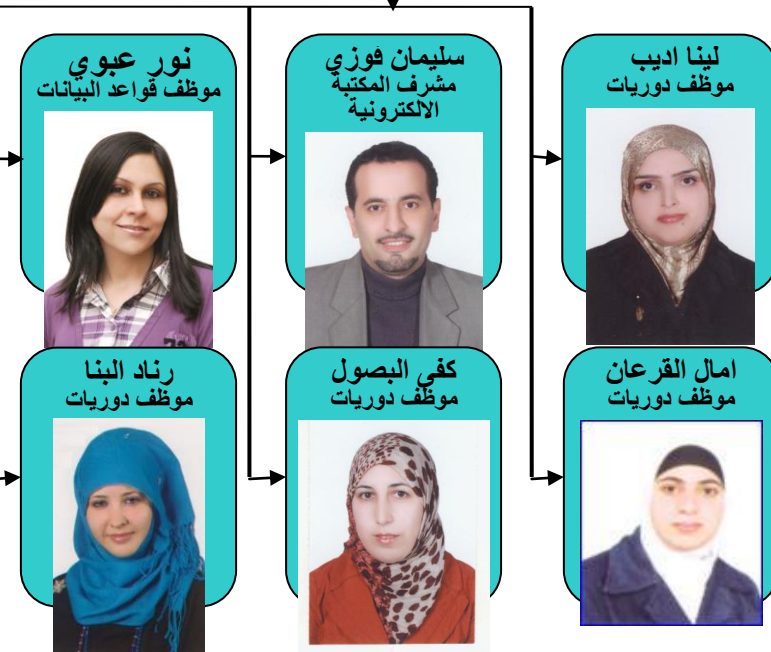 لينا اديب
موظف دوريات
سليمان فوزي
مشرف المكتبة
الالكترونية
نور عبوي
موظف قواعد البيانات
امال القرعان
موظف دوريات
كفى البصول
موظف دوريات
رناد البنا
موظف دوريات